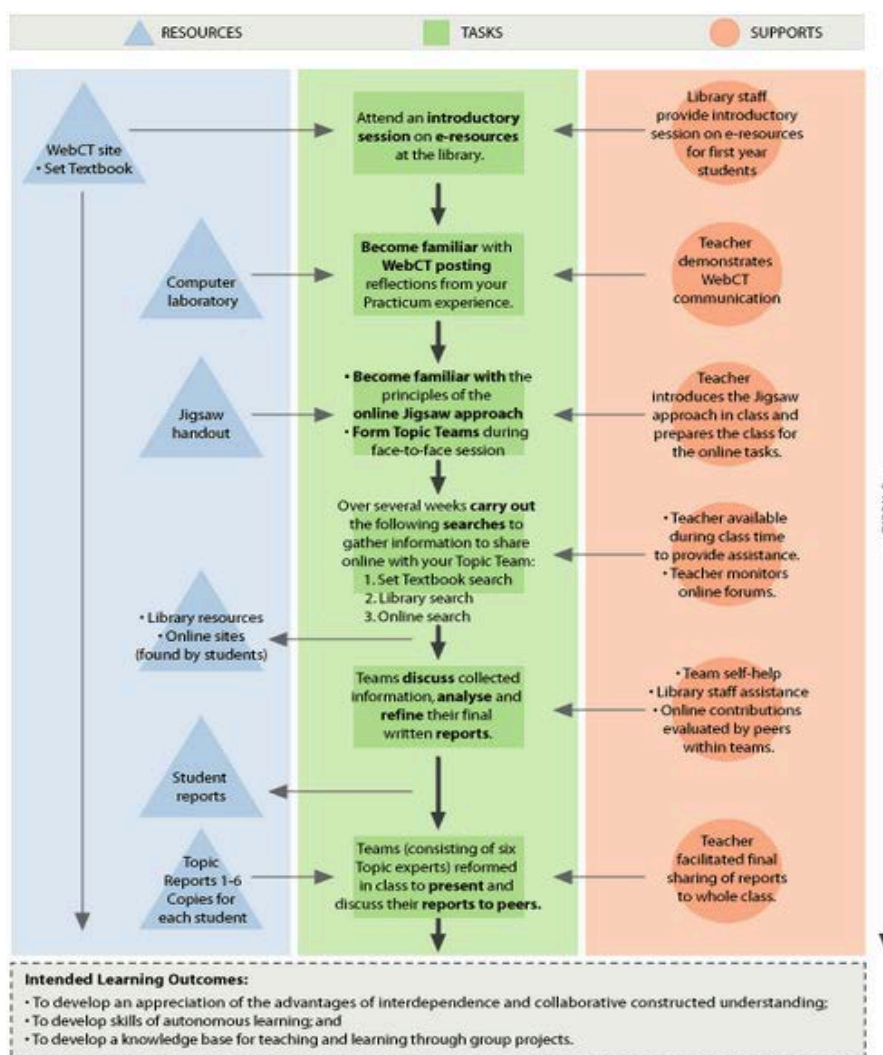 RESOURCES
TASKS
SUPPORTS
WebCT site
• Set Textbook
Attend an introductory
session on e-resources
at the library.
Library staff
provide introductory
session on e-resources
for first year
students
Computer
laboratory
Become familiar with
WebCT posting
reflections from your
Practicum experience.
Teacher
demonstrates
WebCT
communication
Jigsaw
handout
• Become familiar with the
principles of the
online Jigsaw approach
• Form Topic Teams during
face-to-face session
Teacher
introduces the Jigsaw
approach in class and
prepares the class for
the online tasks.
Over several weeks carry out
the following searches to
gather information to share
online with your Topic Team:
1. Set Textbook search
2. Library search
3. Online search
• Teacher available
during class time
to provide assistance.
• Teacher monitors
online forums.
• Library resources
• Online sites
(found by students)
Teams discuss collected
information, analyse and
refine their final
written reports.
• Team self-help
• Library staff assistance
• Online contributions
evaluated by peers
within teams.
Student
reports
Topic
Reports 1-6
Copies for
each student
Teams (consisting of six
Topic experts) reformed
in class to present and
discuss their reports to peers.
Teacher
facilitated final
sharing of reports
to whole class.
Intended Learning Outcomes:
• To develop an appreciation of the advantages of interdependence and collaborative constructed understanding;
• To develop skills of autonomous learning; and
• To develop a knowledge base for teaching and learning through group projects.